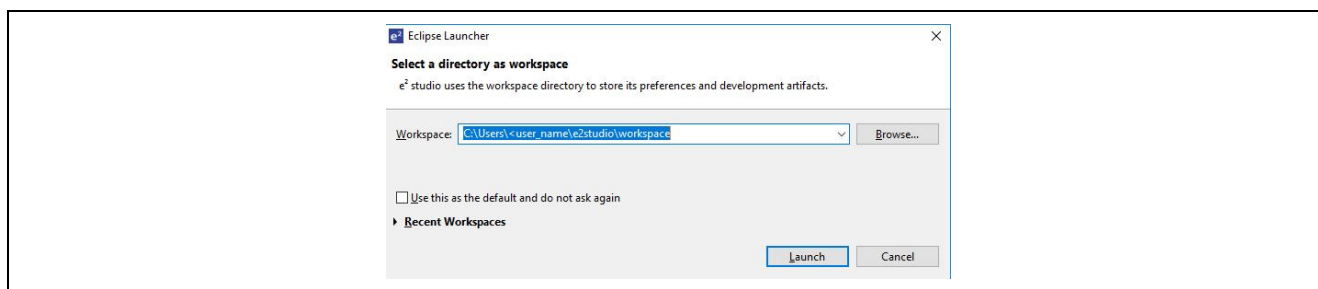 e² Eclipse Launcher
Select a directory as workspace
e² studio uses the workspace directory to store its preferences and development artifacts.
Workspace: C:\Users\<user_name\e2studio\workspace Browse...
Use this as the default and do not ask again
Recent Workspaces
Launch Cancel